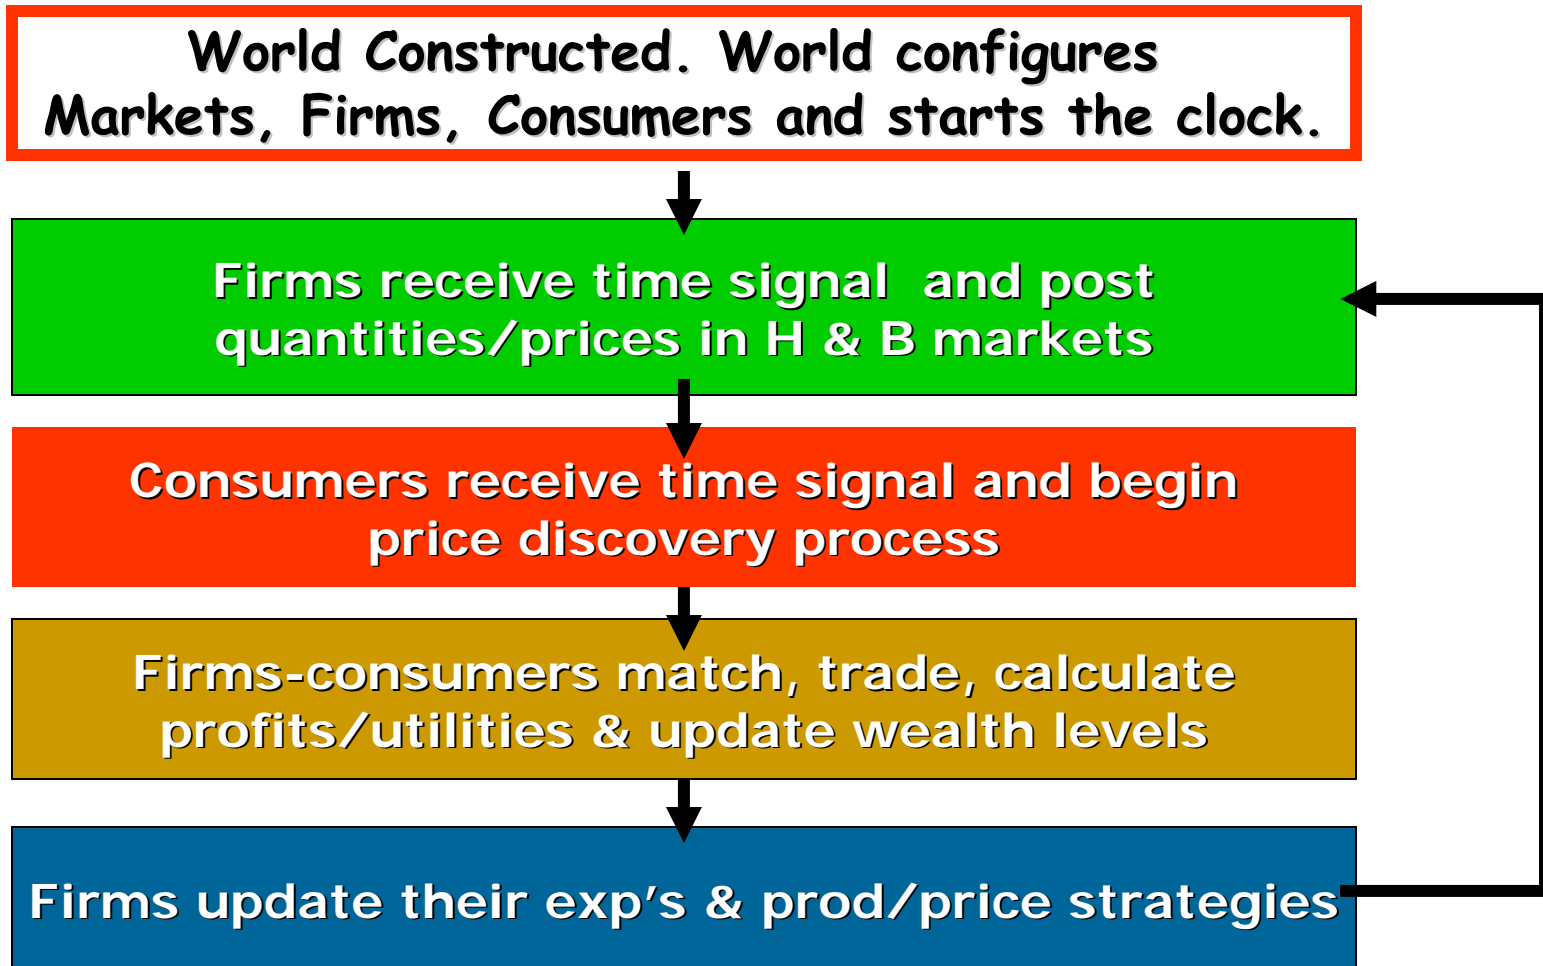 World Constructed. World configures
Markets, Firms, Consumers and starts the clock.
Firms receive time signal  and post
quantities/prices in H & B markets
Consumers receive time signal and begin
price discovery process
Firms-consumers match, trade, calculate
profits/utilities & update wealth levels
Firms update their exp’s & prod/price strategies